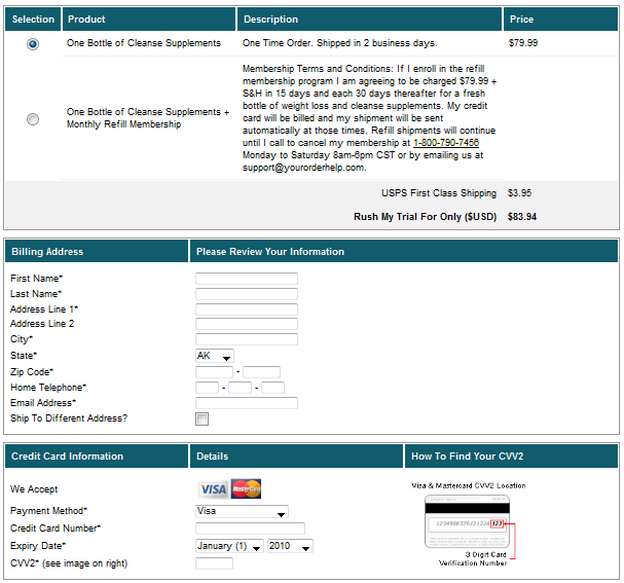 Selection Product Description Price
One Bottle of Cleanse Supplements One Time Order. Shipped in 2 business days. $79.99
Membership Terms and Conditions: If I enroll in the refill
membership program I am agreeing to be charged $79.99 +
S&H in 15 days and each 30 days thereafter for a fresh
bottle of weight loss and cleanse supplements. My credit
card will be billed and my shipment will be sent
automatically at those times. Refill shipments will continue
until I call to cancel my membership at 1-800-790-7456
Monday to Saturday 8am-6pm CST or by emailing us at
support@yourorderhelp.com.
One Bottle of Cleanse Supplements +
Monthly Refill Membership
USPS First Class Shipping $3.95
Rush My Trial For Only ($USD) $83.94
Billing Address Please Review Your Information
First Name*
Last Name*
Address Line 1*
Address Line 2
City*
State* AK
Zip Code* -
Home Telephone* - -
Email Address*
Ship To Different Address?
Credit Card Information Details How To Find Your CVV2
We Accept VISA MasterCard
Payment Method* Visa
Credit Card Number*
Expiry Date* January (1) 2010
CVV2* (see image on right)
Visa & Mastercard CVV2 Location
123
3 Digit Card
Verification Number